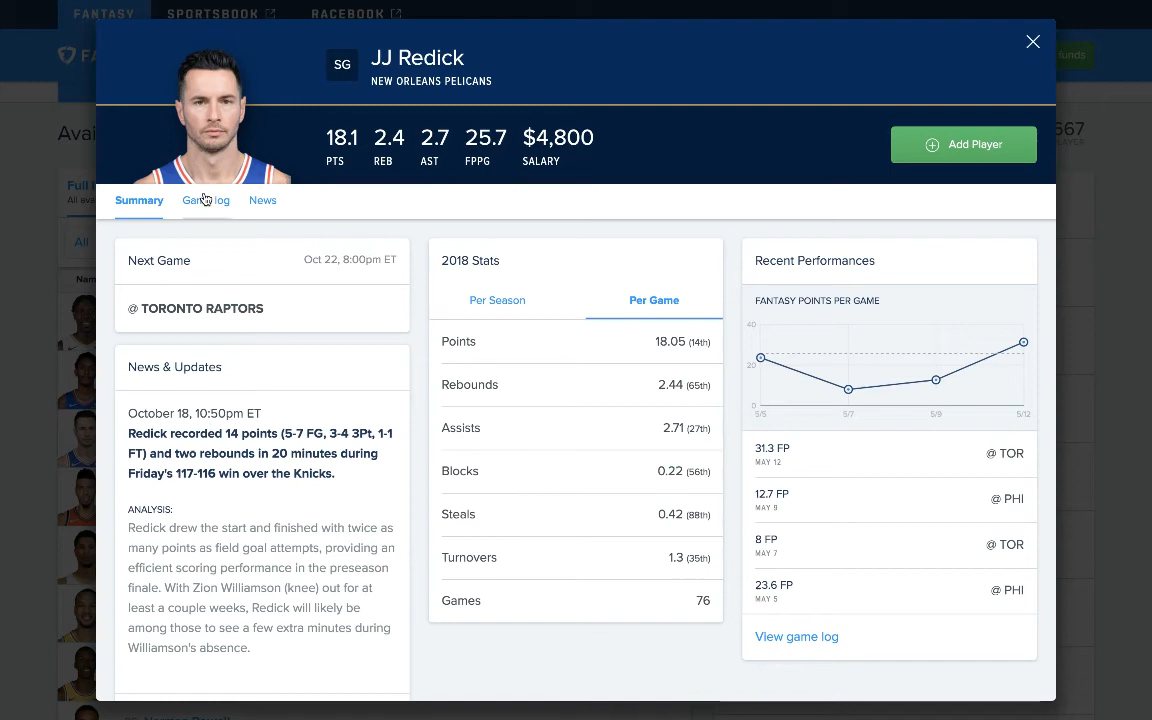 FANTASY
SPORTSBOOK
RACEBOOK
SG
JJ Redick
NEW ORLEANS PELICANS
18.1 2.4 2.7 25.7 $4,800
PTS REB AST FPPG SALARY
Add Player
Summary
Game log
News
Next Game
Oct 22, 8:00pm ET
@ TORONTO RAPTORS
News & Updates
October 18, 10:50pm ET
Redick recorded 14 points (5-7 FG, 3-4 3Pt, 1-1
FT) and two rebounds in 20 minutes during
Friday's 117-116 win over the Knicks.
ANALYSIS:
Redick drew the start and finished with twice as
many points as field goal attempts, providing an
efficient scoring performance in the preseason
finale. With Zion Williamson (knee) out for at
least a couple weeks, Redick will likely be
among those to see a few extra minutes during
Williamson's absence.
2018 Stats
Per Season
Per Game
Points 18.05 (14th)
Rebounds 2.44 (65th)
Assists 2.71 (27th)
Blocks 0.22 (56th)
Steals 0.42 (88th)
Turnovers 1.3 (35th)
Games 76
Recent Performances
FANTASY POINTS PER GAME
40
20
0
5/5 5/7 5/9 5/12
31.3 FP @ TOR
MAY 12
12.7 FP @ PHI
MAY 9
8 FP @ TOR
MAY 7
23.6 FP @ PHI
MAY 5
View game log
All